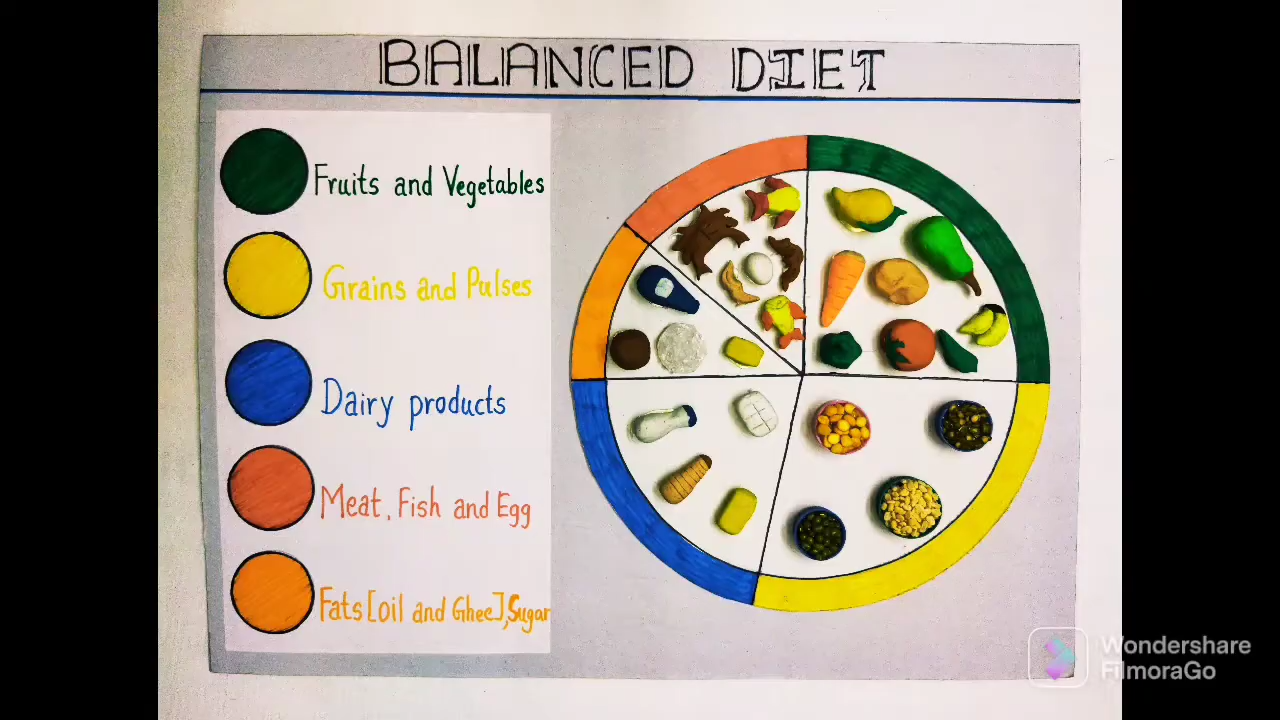 BALANCED DIET
Fruits and Vegetables
Grains and Pulses
Dairy products
Meat, Fish and Egg
Fats[oil and Ghee],Sugar
Wondershare
FilmoraGo